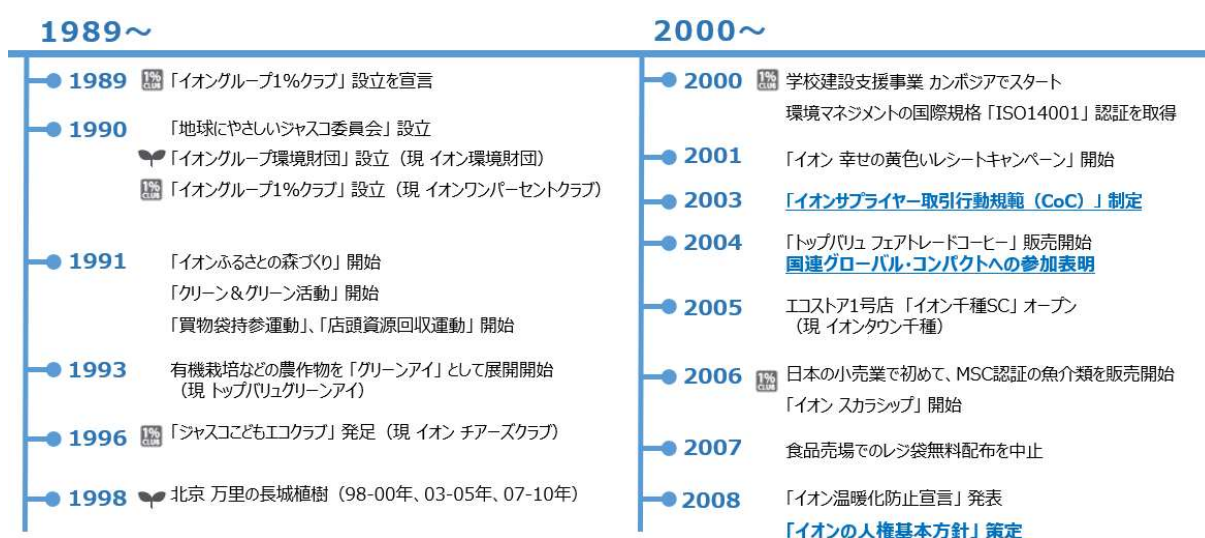 1989～
1989 1% CLUB 「イオングループ1%クラブ」 設立を宣言
1990 「地球にやさしいジャスコ委員会」 設立
「イオングループ環境財団」 設立（現 イオン環境財団）
1% CLUB 「イオングループ1%クラブ」 設立（現 イオンワンパーセントクラブ）
1991 「イオンふるさとの森づくり」 開始
「クリーン＆グリーン活動」 開始
「買物袋持参運動」、「店頭資源回収運動」 開始
1993 有機栽培などの農作物を 「グリーンアイ」 として展開開始
（現 トップバリュグリーンアイ）
1996 1% CLUB 「ジャスコこどもエコクラブ」 発足（現 イオン チアーズクラブ）
1998 北京 万里の長城植樹（98-00年、03-05年、07-10年）
2000～
2000 1% CLUB 学校建設支援事業 カンボジアでスタート
環境マネジメントの国際規格 「ISO14001」 認証を取得
2001 「イオン 幸せの黄色いレシートキャンペーン」 開始
2003 「イオンサプライヤー取引行動規範（CoC）」 制定
2004 「トップバリュ フェアトレードコーヒー」 販売開始
国連グローバル・コンパクトへの参加表明
2005 エコストア1号店 「イオン千種SC」 オープン
（現 イオンタウン千種）
2006 1% CLUB 日本の小売業で初めて、MSC認証の魚介類を販売開始
「イオン スカラシップ」 開始
2007 食品売場でのレジ袋無料配布を中止
2008 「イオン温暖化防止宣言」 発表
「イオンの人権基本方針」 策定